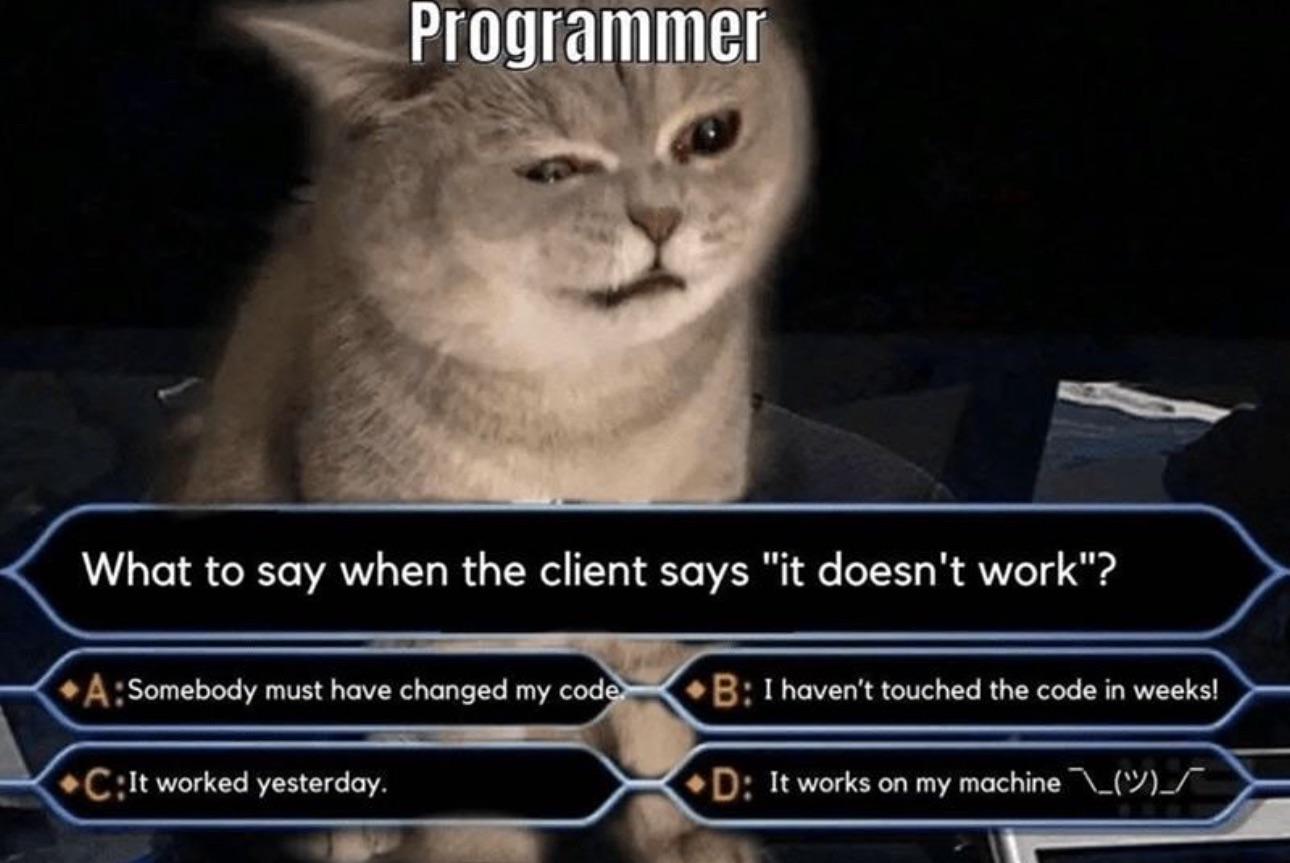 Programmer
What to say when the client says "it doesn't work"?
A:Somebody must have changed my code.
B: I haven't touched the code in weeks!
C:It worked yesterday.
D: It works on my machine ¯\_(ツ)_/¯